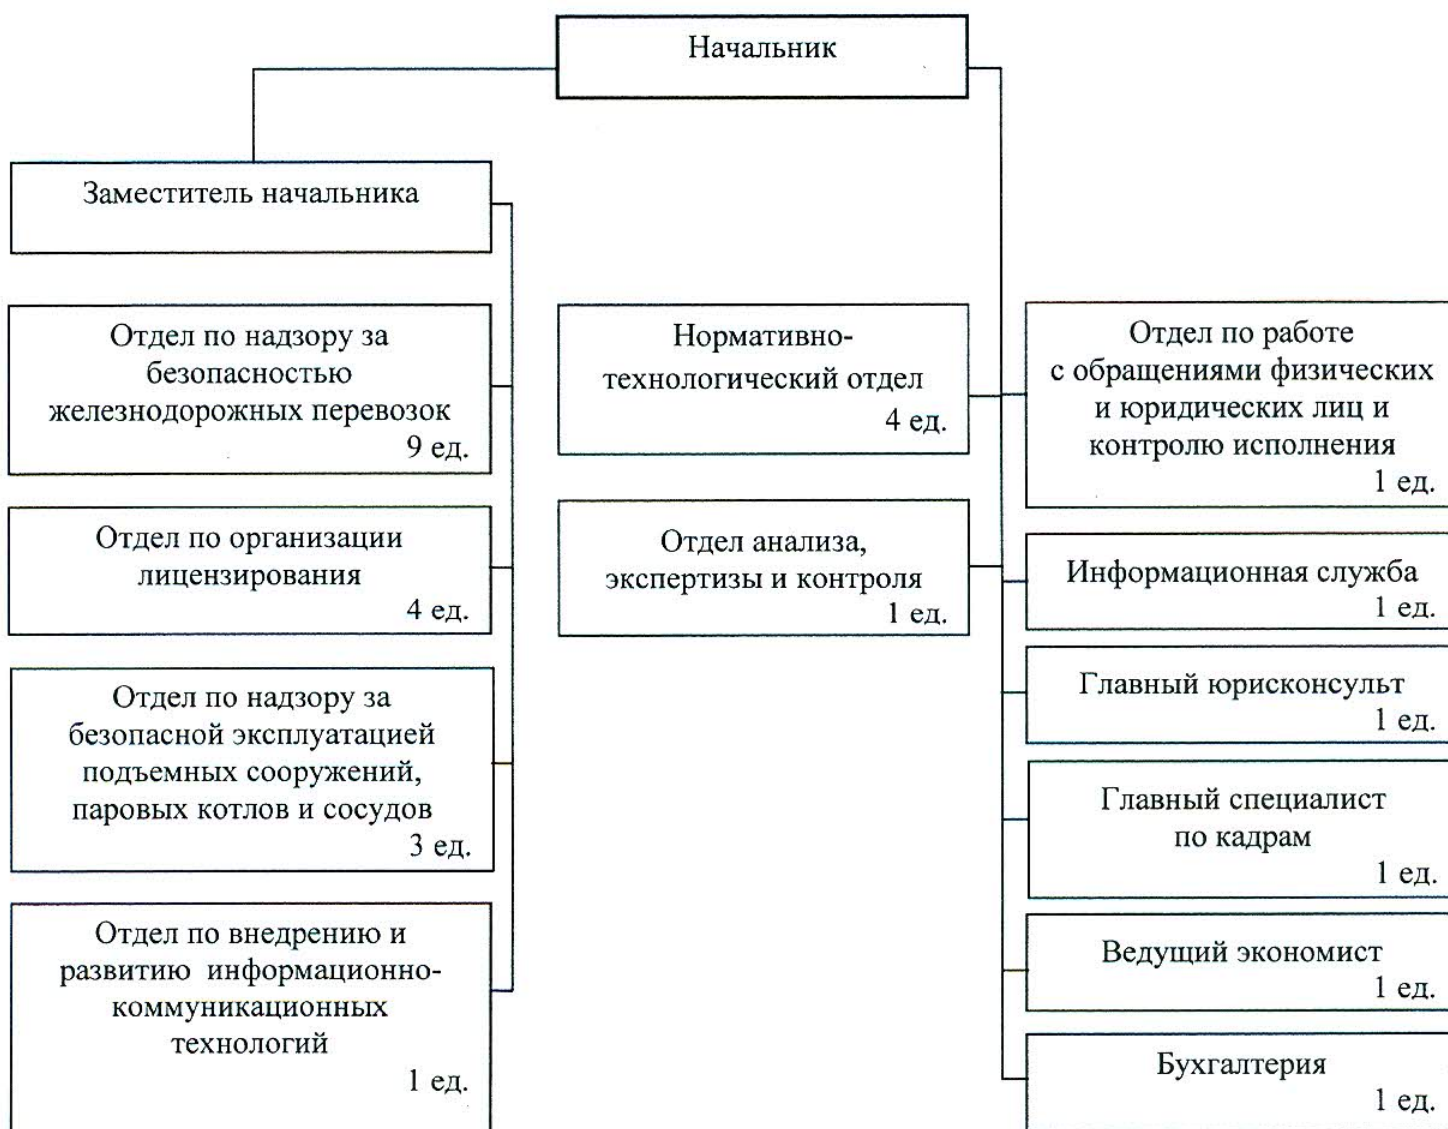 Начальник
Заместитель начальника
Отдел по надзору за
безопасностью
железнодорожных перевозок
9 ед.
Отдел по организации
лицензирования
4 ед.
Отдел по надзору за
безопасной эксплуатацией
подъемных сооружений,
паровых котлов и сосудов
3 ед.
Отдел по внедрению и
развитию информационно-
коммуникационных
технологий
1 ед.
Нормативно-
технологический отдел
4 ед.
Отдел анализа,
экспертизы и контроля
1 ед.
Отдел по работе
с обращениями физических
и юридических лиц и
контролю исполнения
1 ед.
Информационная служба
1 ед.
Главный юрисконсульт
1 ед.
Главный специалист
по кадрам
1 ед.
Ведущий экономист
1 ед.
Бухгалтерия
1 ед.